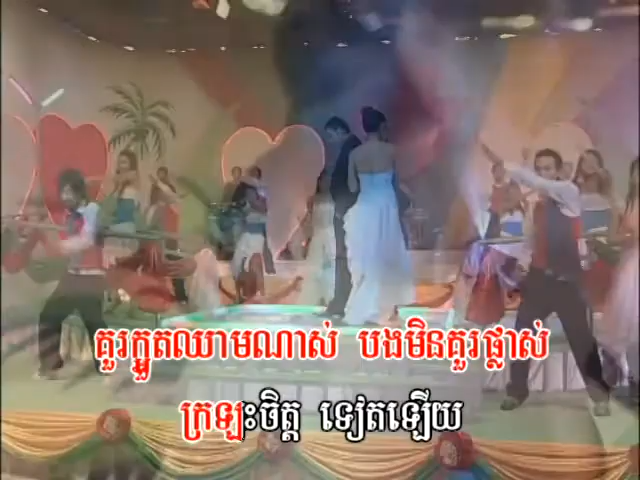 គួរក្អួតឈាមណាស់ បងមិនគួរផ្លាស់
ក្រឡះចិត្ត ទៀតឡើយ